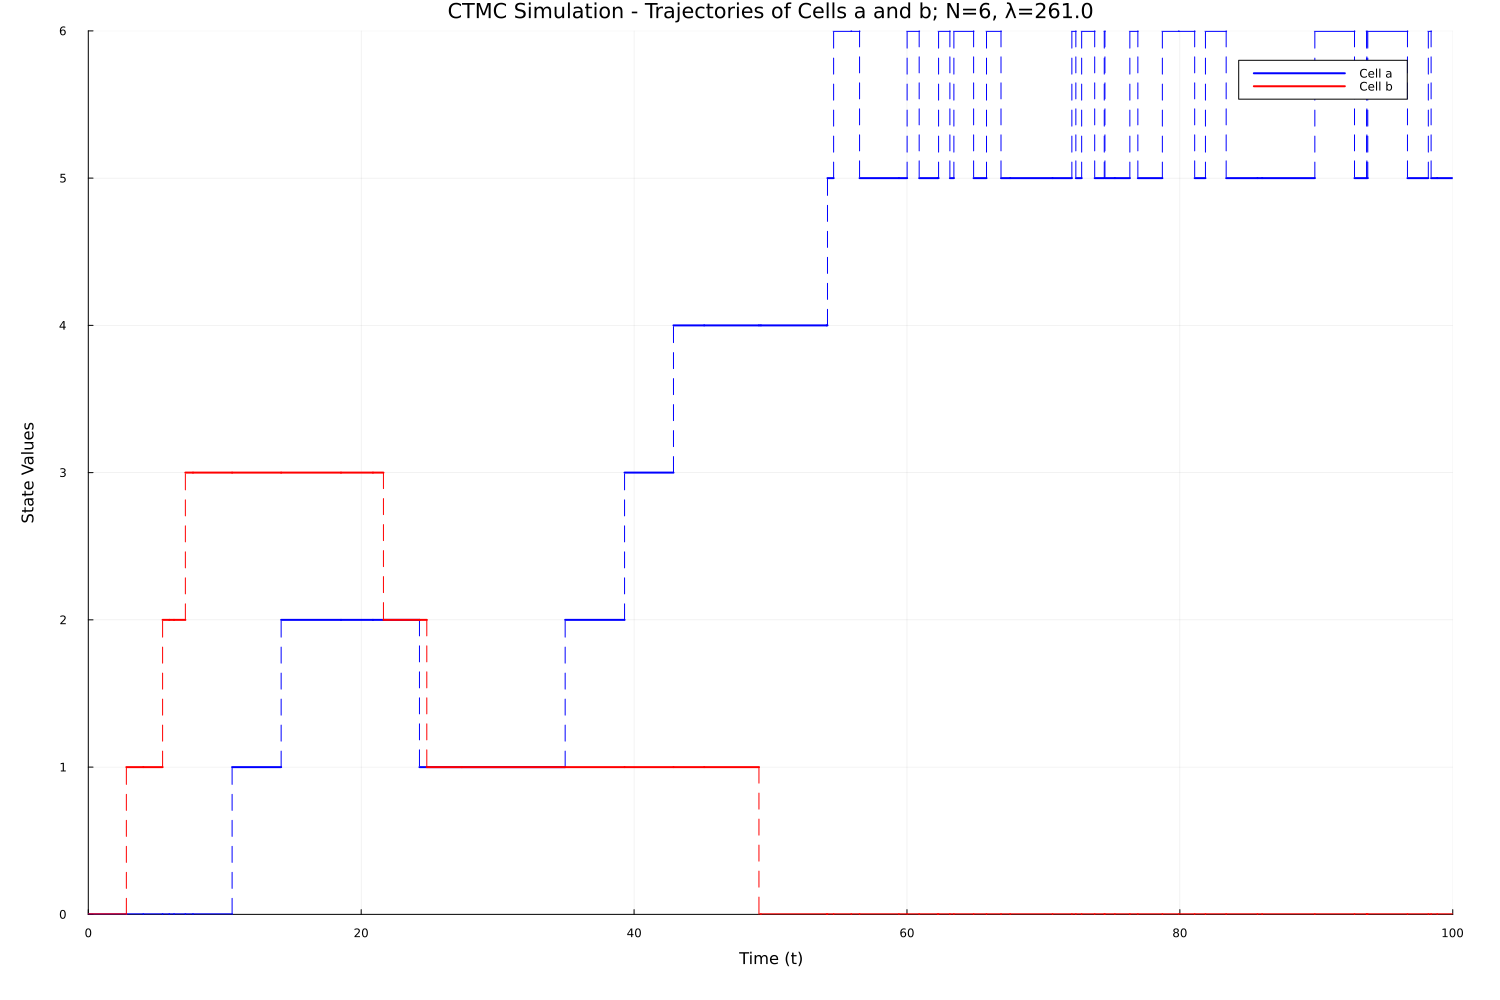 CTMC Simulation - Trajectories of Cells a and b; N=6, λ=261.0
6
Cell a
Cell b
5
4
3
State Values
2
1
0
0 20 40 60 80 100
Time (t)